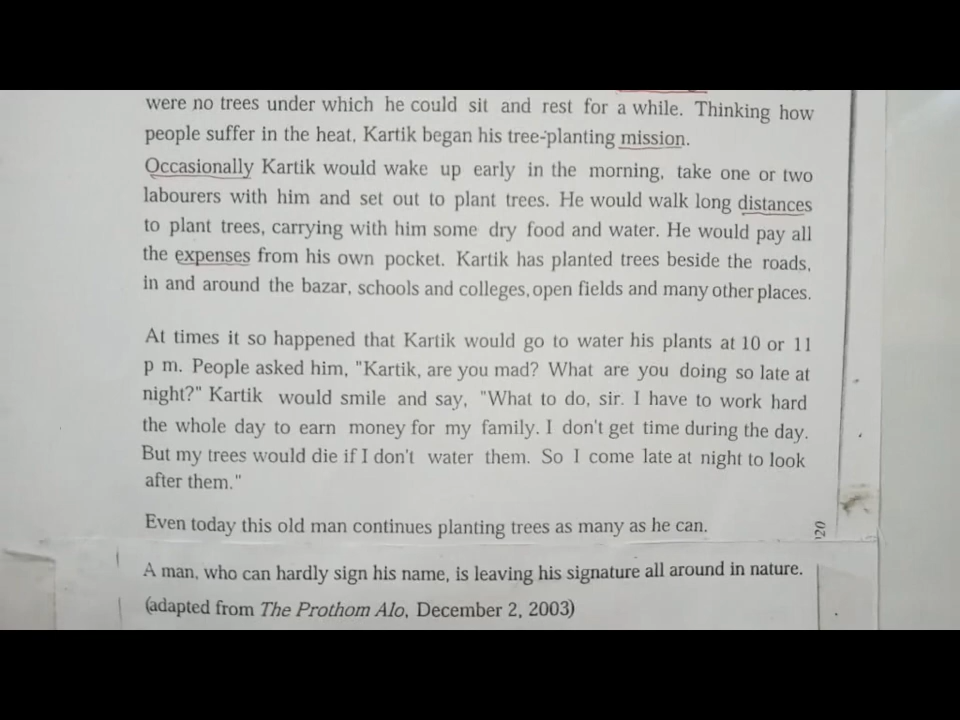 were no trees under which he could sit and rest for a while. Thinking how
people suffer in the heat, Kartik began his tree-planting mission.
Occasionally Kartik would wake up early in the morning, take one or two
labourers with him and set out to plant trees. He would walk long distances
to plant trees, carrying with him some dry food and water. He would pay all
the expenses from his own pocket. Kartik has planted trees beside the roads,
in and around the bazar, schools and colleges, open fields and many other places.
At times it so happened that Kartik would go to water his plants at 10 or 11
p m. People asked him, "Kartik, are you mad? What are you doing so late at
night?" Kartik would smile and say, "What to do, sir. I have to work hard
the whole day to earn money for my family. I don't get time during the day.
But my trees would die if I don't water them. So I come late at night to look
after them."
Even today this old man continues planting trees as many as he can.
A man, who can hardly sign his name, is leaving his signature all around in nature.
(adapted from The Prothom Alo, December 2, 2003)